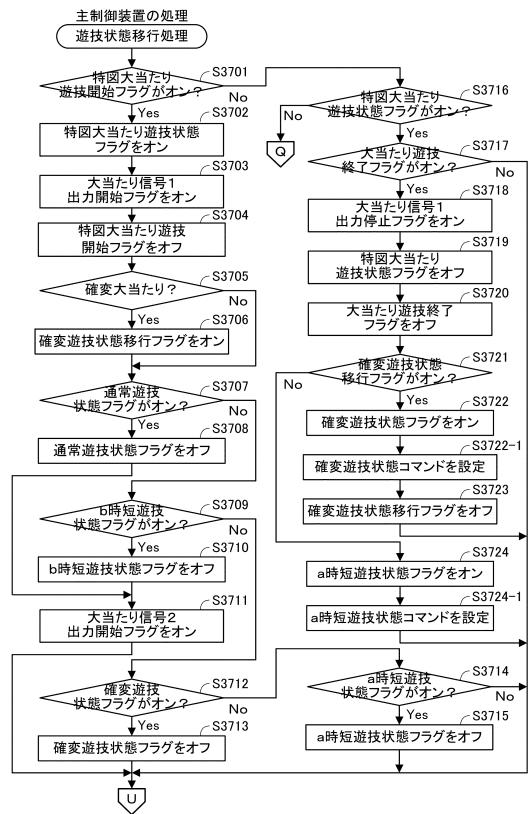 主制御装置の処理
遊技状態移行処理
特図大当たり
遊技開始フラグがオン?
S3701
Yes
No
S3702
特図大当たり遊技状態
フラグをオン
S3703
大当たり信号1
出力開始フラグをオン
S3704
特図大当たり遊技
開始フラグをオフ
S3705
確変大当たり?
No
Yes
S3706
確変遊技状態移行フラグをオン
S3707
通常遊技
状態フラグがオン?
No
Yes
S3708
通常遊技状態フラグをオフ
S3709
b時短遊技
状態フラグがオン?
No
Yes
S3710
b時短遊技状態フラグをオフ
S3711
大当たり信号2
出力開始フラグをオン
S3712
確変遊技
状態フラグがオン?
No
Yes
S3713
確変遊技状態フラグをオフ
U
S3716
特図大当たり
遊技状態フラグがオン?
No
Yes
Q
S3717
大当たり遊技
終了フラグがオン?
No
Yes
S3718
大当たり信号1
出力停止フラグをオン
S3719
特図大当たり
遊技状態フラグをオフ
S3720
大当たり遊技終了
フラグをオフ
S3721
確変遊技状態
移行フラグがオン?
No
Yes
S3722
確変遊技状態フラグをオン
S3722-1
確変遊技状態コマンドを設定
S3723
確変遊技状態移行フラグをオフ
S3724
a時短遊技状態フラグをオン
S3724-1
a時短遊技状態コマンドを設定
S3714
a時短遊技
状態フラグがオン?
No
Yes
S3715
a時短遊技状態フラグをオフ